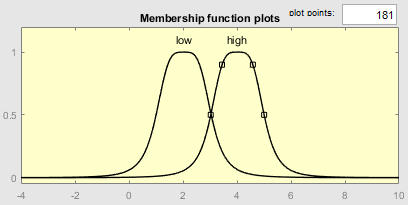 Membership function plots plot points: 181
low high
1
0.5
0
-4 -2 0 2 4 6 8 10